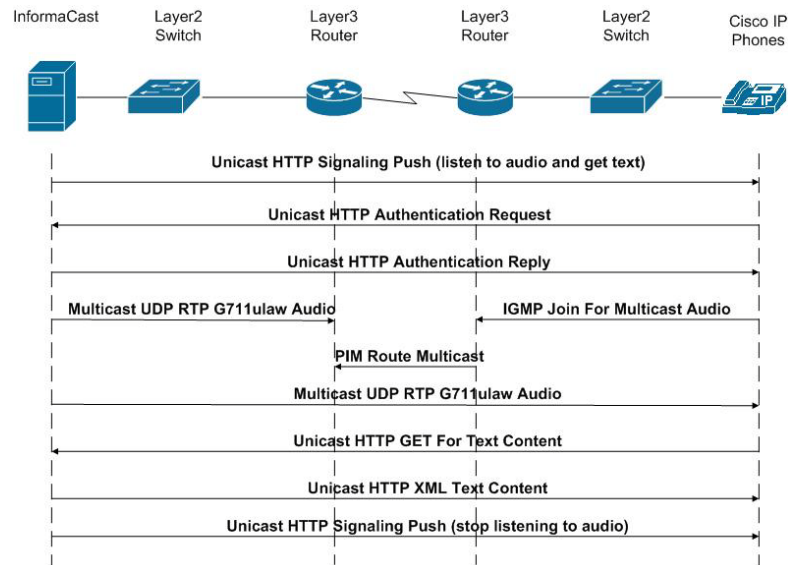 InformaCast
Layer2
Switch
Layer3
Router
Layer3
Router
Layer2
Switch
Cisco IP
Phones
IP
Unicast HTTP Signaling Push (listen to audio and get text)
Unicast HTTP Authentication Request
Unicast HTTP Authentication Reply
Multicast UDP RTP G711ulaw Audio
IGMP Join For Multicast Audio
PIM Route Multicast
Multicast UDP RTP G711ulaw Audio
Unicast HTTP GET For Text Content
Unicast HTTP XML Text Content
Unicast HTTP Signaling Push (stop listening to audio)